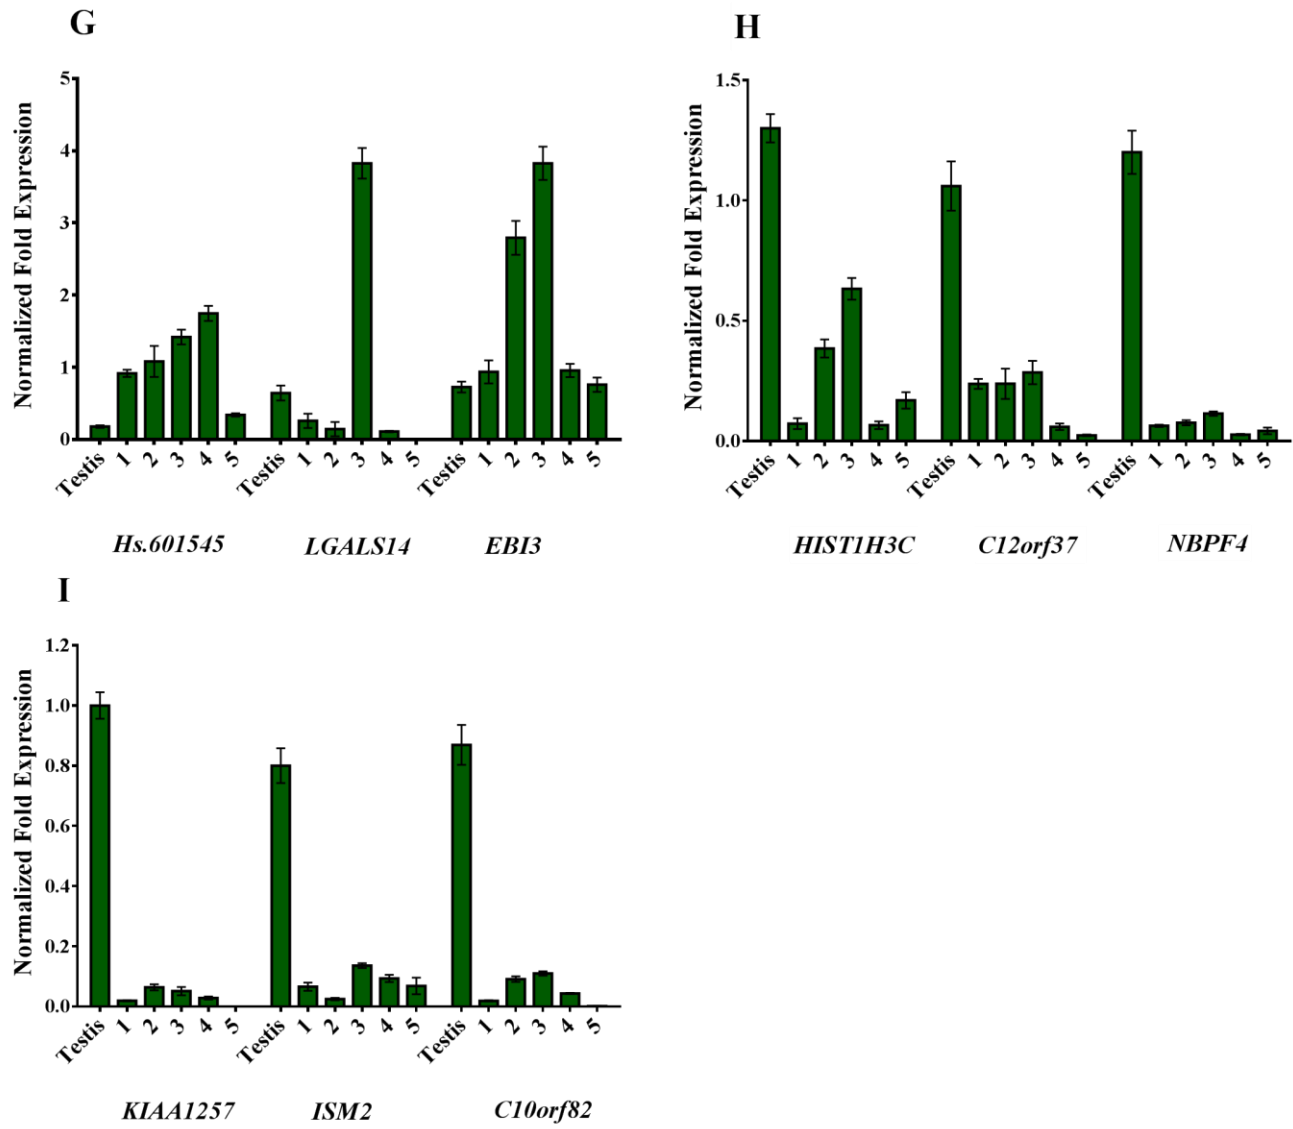 G
Normalized Fold Expression
5
4
3
2
1
0
Testis 1 2 3 4 5 Testis 1 2 3 4 5 Testis 1 2 3 4 5
Hs.601545 LGALS14 EBI3
H
Normalized Fold Expression
1.5
1.0
0.5
0.0
Testis 1 2 3 4 5 Testis 1 2 3 4 5 Testis 1 2 3 4 5
HIST1H3C C12orf37 NBPF4
I
Normalized Fold Expression
1.2
1.0
0.8
0.6
0.4
0.2
0.0
Testis 1 2 3 4 5 Testis 1 2 3 4 5 Testis 1 2 3 4 5
KIAA1257 ISM2 C10orf82